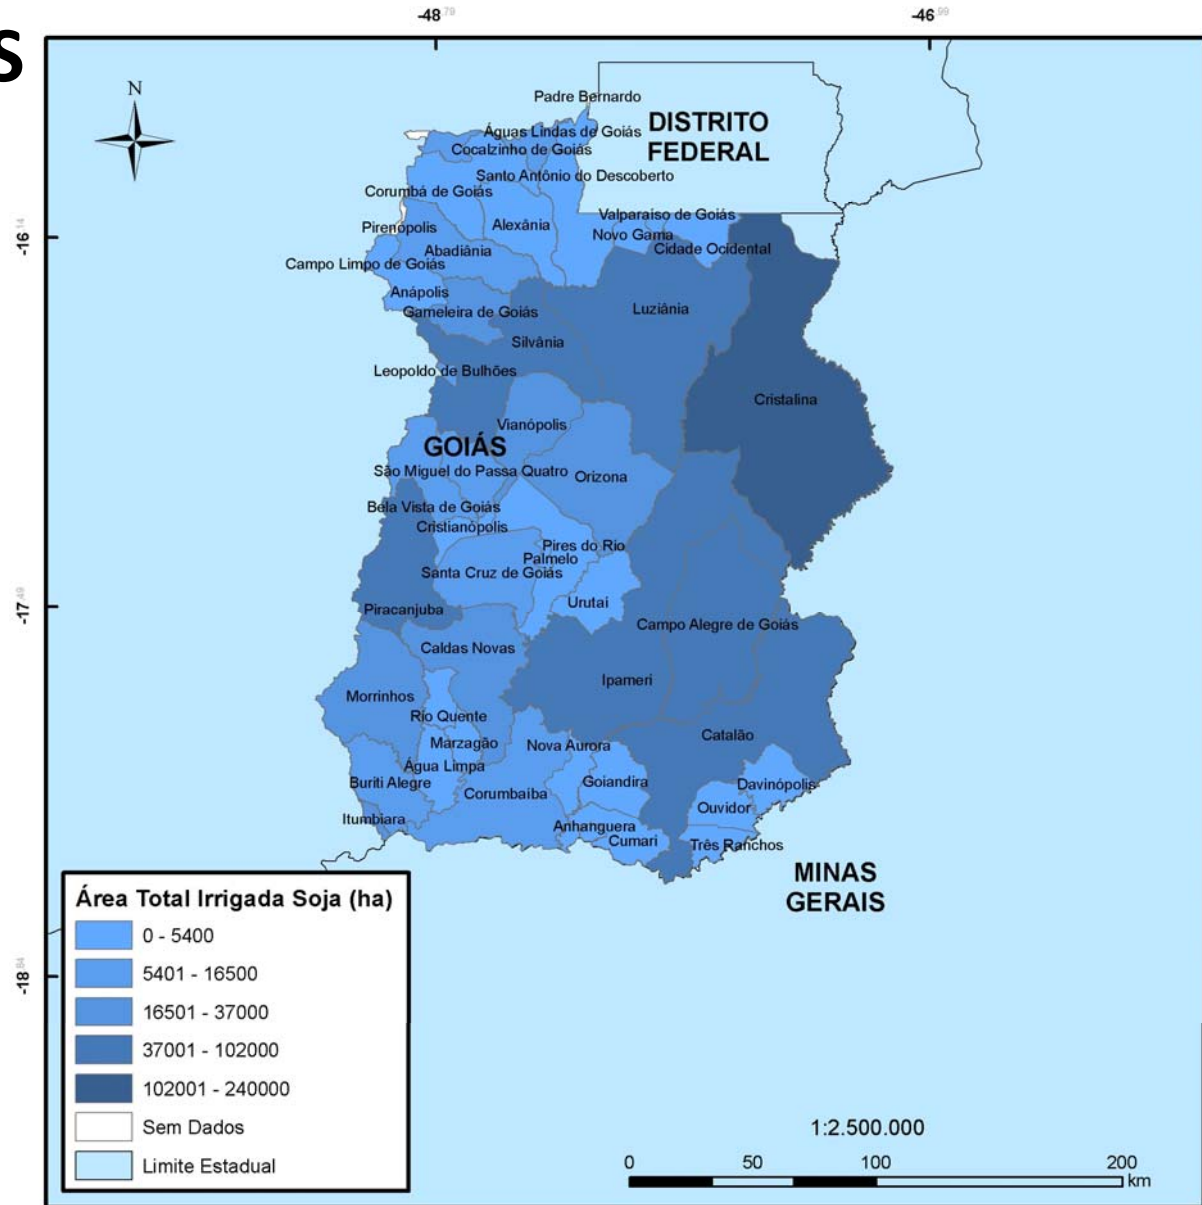 S
-48,79
-46,99
N
Padre Bernardo
Águas Lindas de Goiás
DISTRITO
FEDERAL
Cocalzinho de Goiás
Santo Antônio do Descoberto
Corumbá de Goiás
Valparaíso de Goiás
Pirenópolis
Alexânia
Novo Gama
-16,14
Abadiânia
Cidade Ocidental
Campo Limpo de Goiás
Anápolis
Gameleira de Goiás
Luziânia
Silvânia
Leopoldo de Bulhões
Cristalina
Vianópolis
GOIÁS
São Miguel do Passa Quatro
Orizona
Bela Vista de Goiás
Cristianópolis
Pires do Rio
Palmelo
Santa Cruz de Goiás
Urutaí
-17,49
Piracanjuba
Campo Alegre de Goiás
Caldas Novas
Ipameri
Morrinhos
Rio Quente
Catalão
Marzagão
Nova Aurora
Água Limpa
Buriti Alegre
Goiandira
Davinópolis
Corumbaíba
Ouvidor
Itumbiara
Anhanguera
Cumari
Três Ranchos
MINAS
GERAIS
-18,84
Área Total Irrigada Soja (ha)
0 - 5400
5401 - 16500
16501 - 37000
37001 - 102000
102001 - 240000
Sem Dados
Limite Estadual
1:2.500.000
0 50 100 200
km